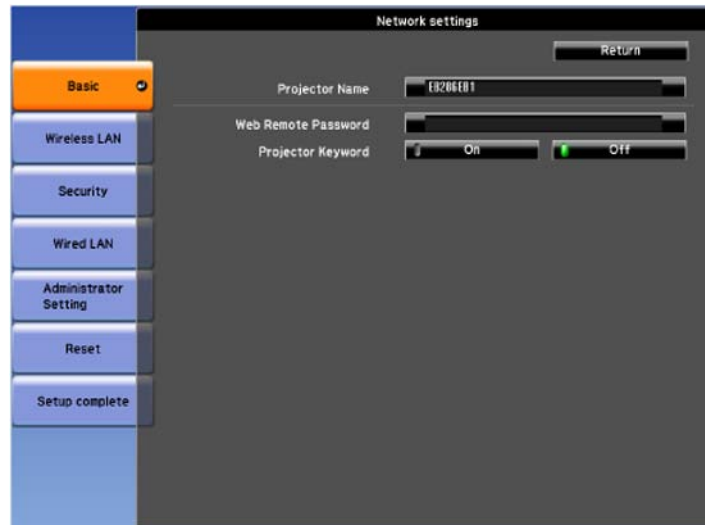 Network settings
Return
Basic
Projector Name EB2B6EB1
Wireless LAN
Web Remote Password
Projector Keyword On Off
Security
Wired LAN
Administrator
Setting
Reset
Setup complete